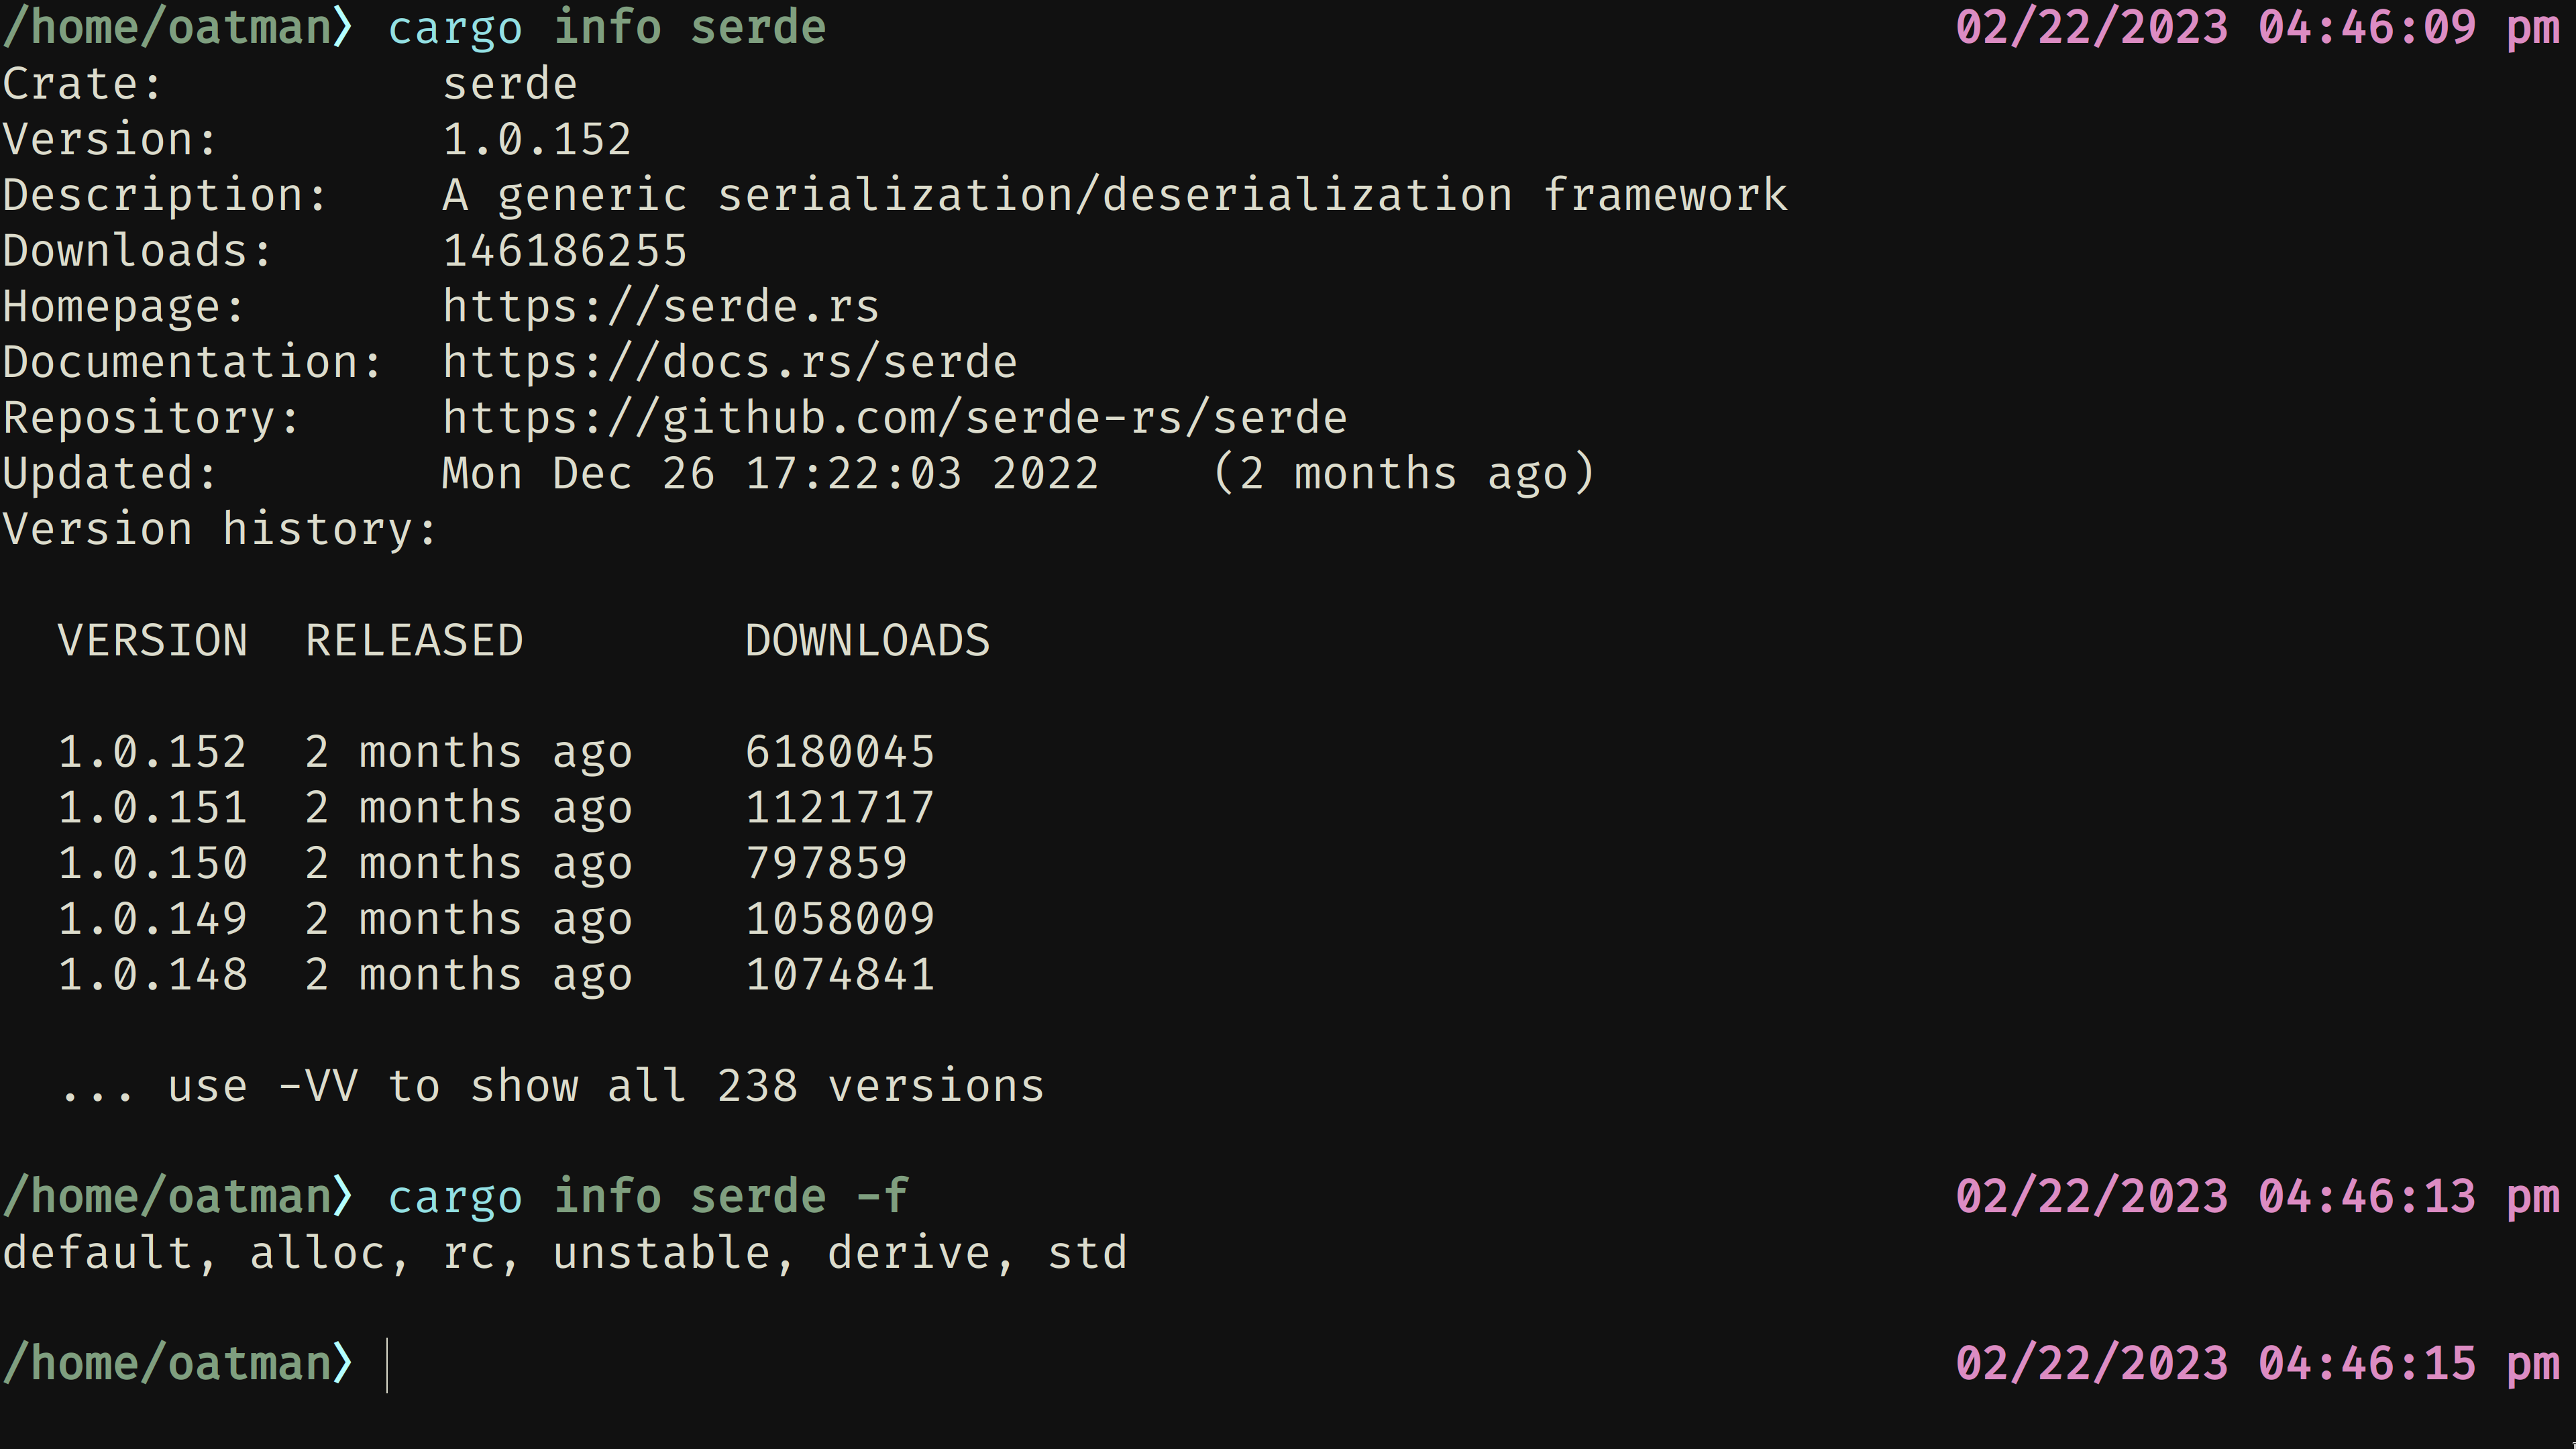 /home/oatman〉 cargo info serde 02/22/2023 04:46:09 pm
Crate: serde
Version: 1.0.152
Description: A generic serialization/deserialization framework
Downloads: 146186255
Homepage: https://serde.rs
Documentation: https://docs.rs/serde
Repository: https://github.com/serde-rs/serde
Updated: Mon Dec 26 17:22:03 2022 (2 months ago)
Version history:
VERSION RELEASED DOWNLOADS
1.0.152 2 months ago 6180045
1.0.151 2 months ago 1121717
1.0.150 2 months ago 797859
1.0.149 2 months ago 1058009
1.0.148 2 months ago 1074841
... use -VV to show all 238 versions
/home/oatman〉 cargo info serde -f 02/22/2023 04:46:13 pm
default, alloc, rc, unstable, derive, std
/home/oatman〉 02/22/2023 04:46:15 pm